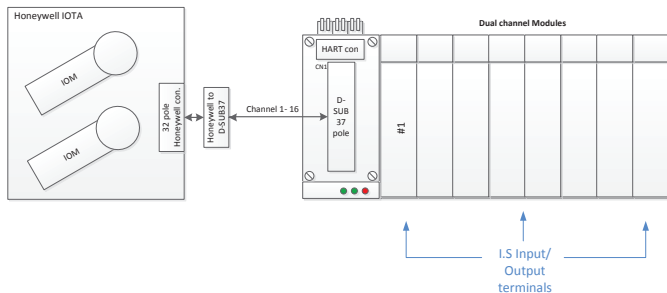 Honeywell IOTA
IOM
IOM
32 pole
Honeywell con.
Honeywell to
D-SUB37
Channel 1- 16
HART con
CN1
D-
SUB
37
pole
Dual channel Modules
#1
I.S Input/
Output
terminals